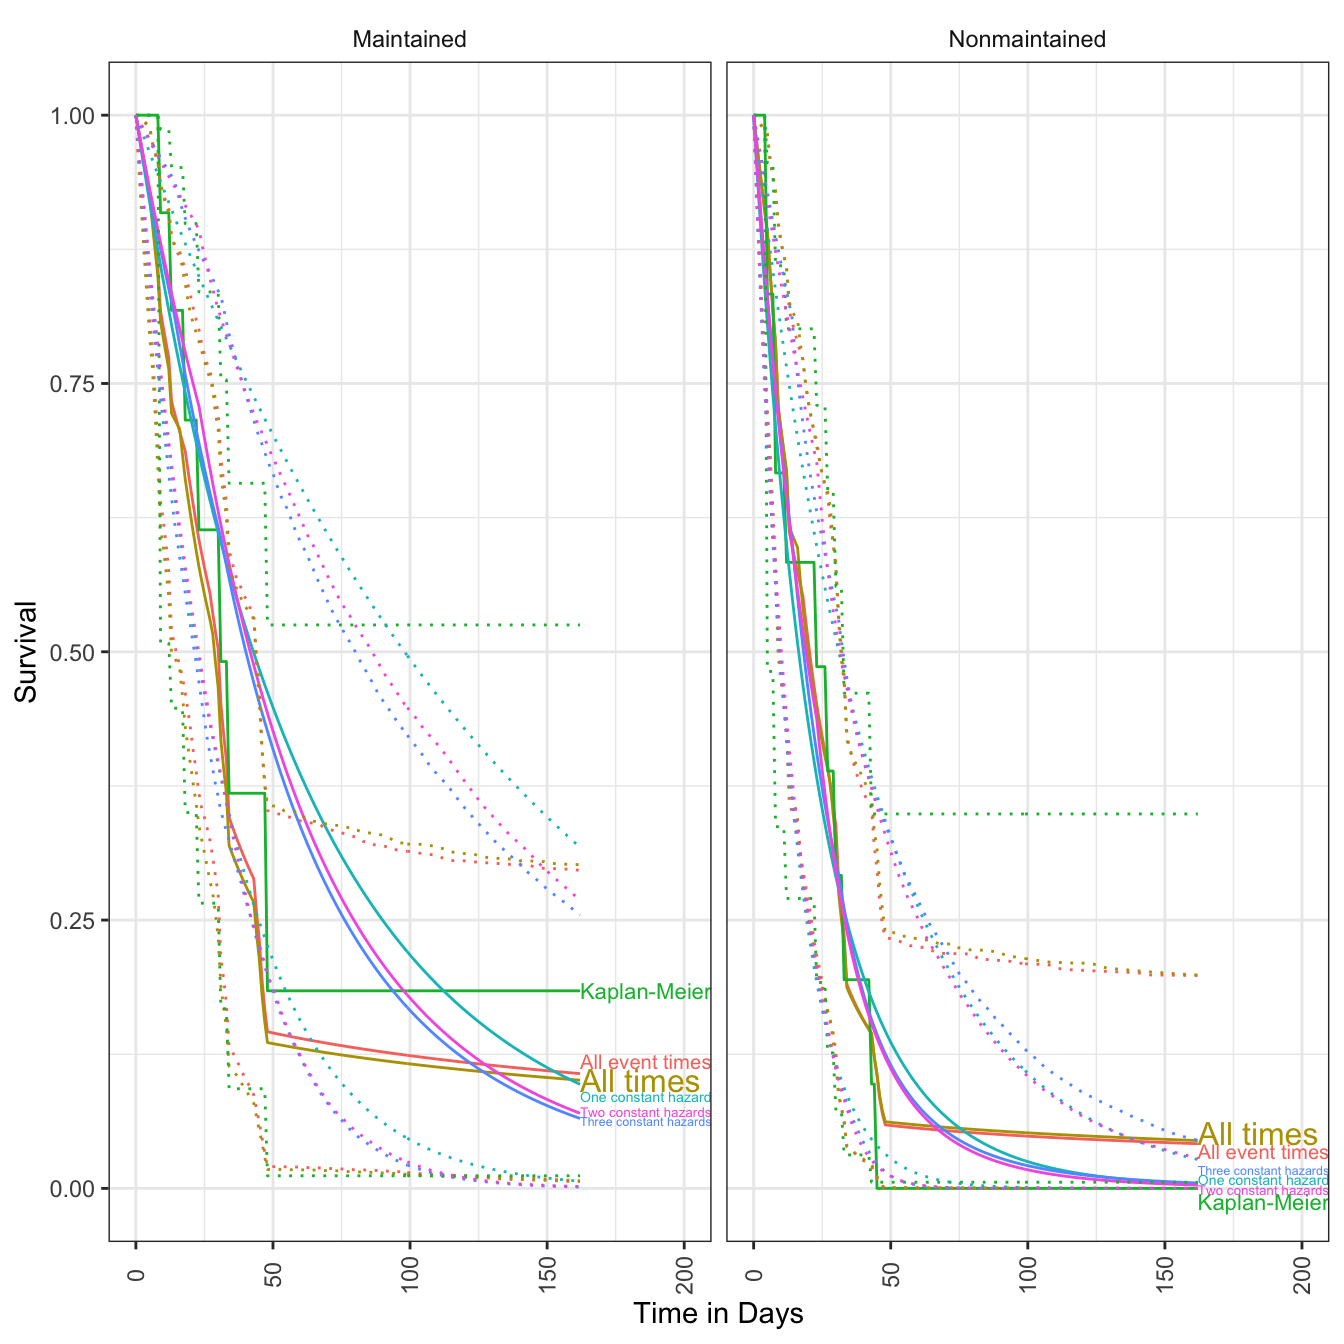 Maintained
Nonmaintained
Survival
1.00
0.75
0.50
0.25
0.00
Kaplan-Meier
All event times
All times
One constant hazard
Two constant hazards
Three constant hazards
All times
All event times
Three constant hazards
One constant hazard
Two constant hazards
Kaplan-Meier
0
50
100
150
200
0
50
100
150
200
Time in Days